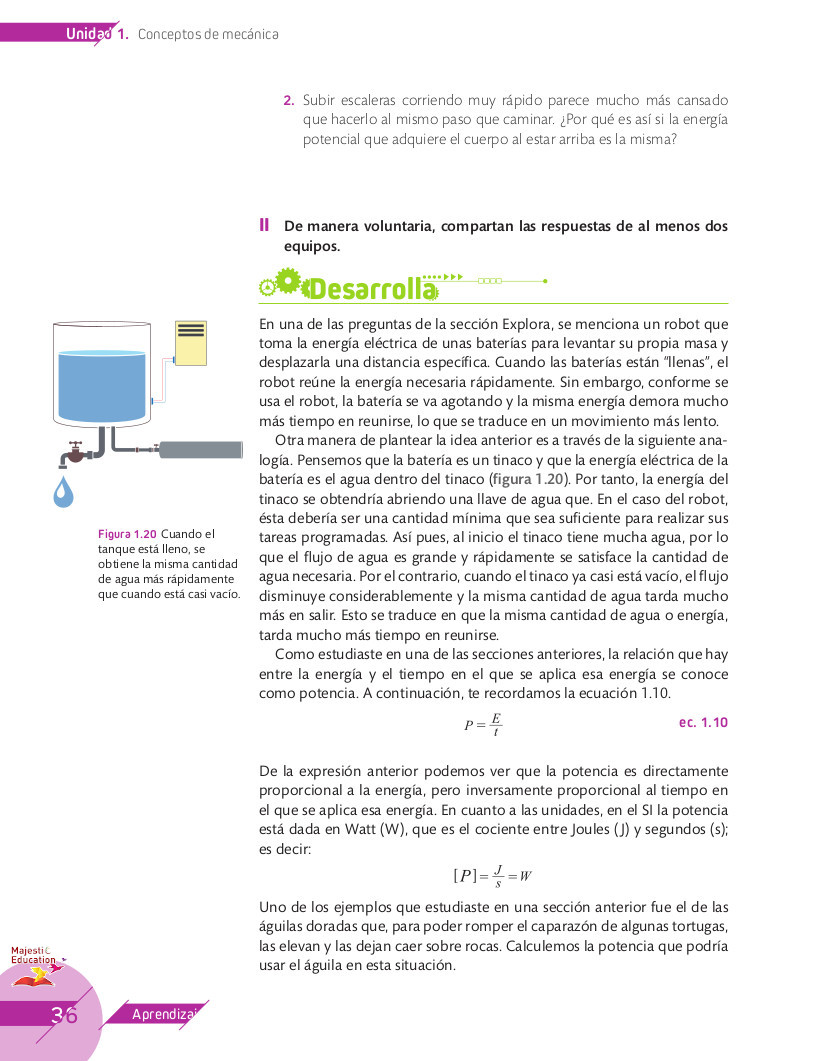 Unidad 1. Conceptos de mecánica
2. Subir escaleras corriendo muy rápido parece mucho más cansado
que hacerlo al mismo paso que caminar. ¿Por qué es así si la energía
potencial que adquiere el cuerpo al estar arriba es la misma?
II De manera voluntaria, compartan las respuestas de al menos dos
equipos.
Desarrolla
En una de las preguntas de la sección Explora, se menciona un robot que
toma la energía eléctrica de unas baterías para levantar su propia masa y
desplazarla una distancia específica. Cuando las baterías están “llenas”, el
robot reúne la energía necesaria rápidamente. Sin embargo, conforme se
usa el robot, la batería se va agotando y la misma energía demora mucho
más tiempo en reunirse, lo que se traduce en un movimiento más lento.
Otra manera de plantear la idea anterior es a través de la siguiente ana-
logía. Pensemos que la batería es un tinaco y que la energía eléctrica de la
batería es el agua dentro del tinaco (figura 1.20). Por tanto, la energía del
tinaco se obtendría abriendo una llave de agua que. En el caso del robot,
ésta debería ser una cantidad mínima que sea suficiente para realizar sus
tareas programadas. Así pues, al inicio el tinaco tiene mucha agua, por lo
que el flujo de agua es grande y rápidamente se satisface la cantidad de
agua necesaria. Por el contrario, cuando el tinaco ya casi está vacío, el flujo
disminuye considerablemente y la misma cantidad de agua tarda mucho
más en salir. Esto se traduce en que la misma cantidad de agua o energía,
tarda mucho más tiempo en reunirse.
Como estudiaste en una de las secciones anteriores, la relación que hay
entre la energía y el tiempo en el que se aplica esa energía se conoce
como potencia. A continuación, te recordamos la ecuación 1.10.
P = E/t ec. 1.10
De la expresión anterior podemos ver que la potencia es directamente
proporcional a la energía, pero inversamente proporcional al tiempo en
el que se aplica esa energía. En cuanto a las unidades, en el SI la potencia
está dada en Watt (W), que es el cociente entre Joules (J) y segundos (s);
es decir:
[P] = J/s = W
Uno de los ejemplos que estudiaste en una sección anterior fue el de las
águilas doradas que, para poder romper el caparazón de algunas tortugas,
las elevan y las dejan caer sobre rocas. Calculemos la potencia que podría
usar el águila en esta situación.
Figura 1.20 Cuando el
tanque está lleno, se
obtiene la misma cantidad
de agua más rápidamente
que cuando está casi vacío.
Majestic
Education
36 Aprendizaj